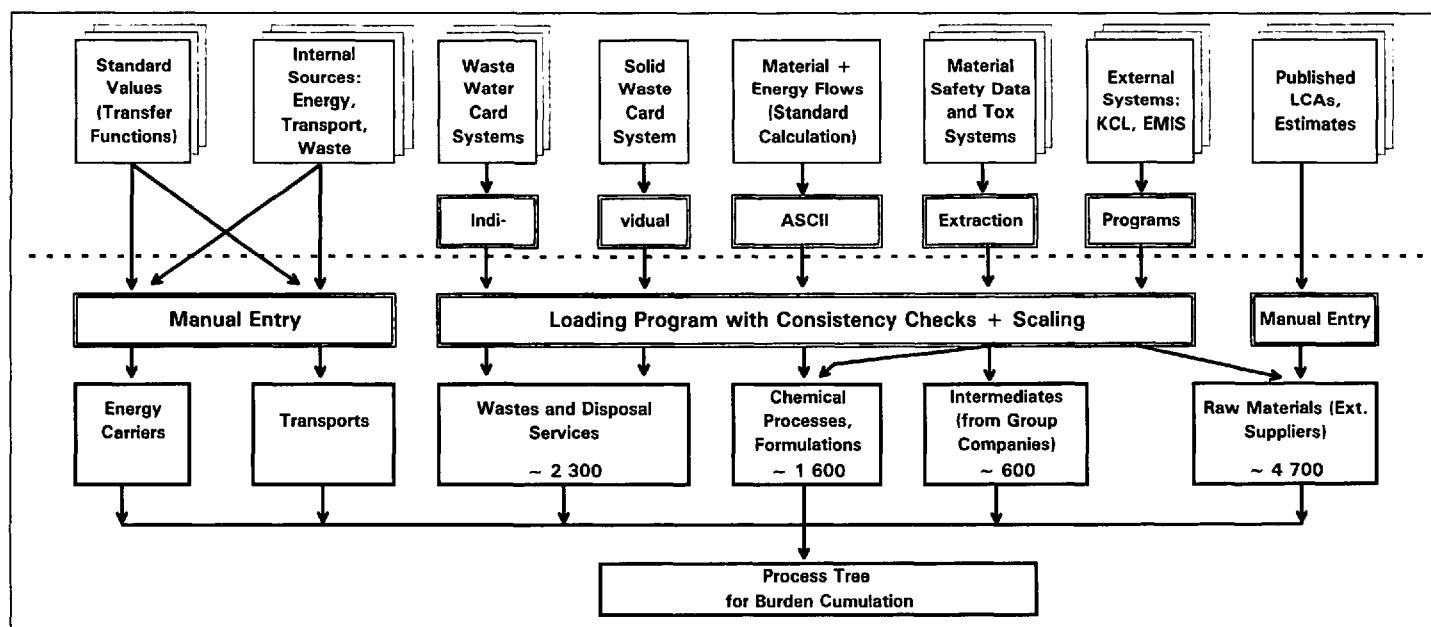 Standard
Values
(Transfer
Functions)
Internal
Sources:
Energy,
Transport,
Waste
Waste
Water
Card
Systems
Solid
Waste
Card
System
Material +
Energy Flows
(Standard
Calculation)
Material
Safety Data
and Tox
Systems
External
Systems:
KCL, EMIS
Published
LCAs,
Estimates
Indi-
vidual
ASCII
Extraction
Programs
Manual Entry
Loading Program with Consistency Checks + Scaling
Manual Entry
Energy
Carriers
Transports
Wastes and Disposal
Services
~ 2 300
Chemical
Processes,
Formulations
~ 1 600
Intermediates
(from Group
Companies)
~ 600
Raw Materials (Ext.
Suppliers)
~ 4 700
Process Tree
for Burden Cumulation